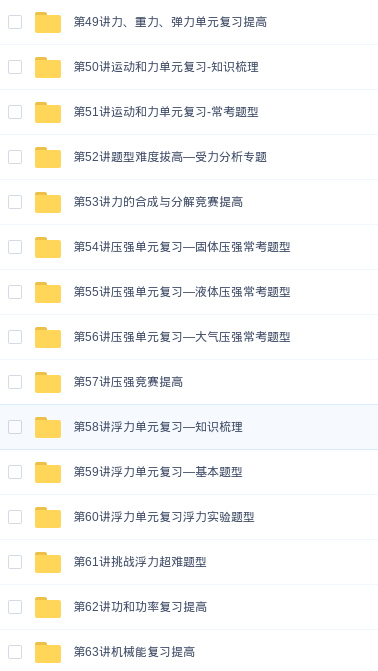 第49讲力、重力、弹力单元复习提高
第50讲运动和力单元复习-知识梳理
第51讲运动和力单元复习-常考题型
第52讲题型难度拔高—受力分析专题
第53讲力的合成与分解竞赛提高
第54讲压强单元复习—固体压强常考题型
第55讲压强单元复习—液体压强常考题型
第56讲压强单元复习—大气压强常考题型
第57讲压强竞赛提高
第58讲浮力单元复习—知识梳理
第59讲浮力单元复习—基本题型
第60讲浮力单元复习浮力实验题型
第61讲挑战浮力超难题型
第62讲功和功率复习提高
第63讲机械能复习提高